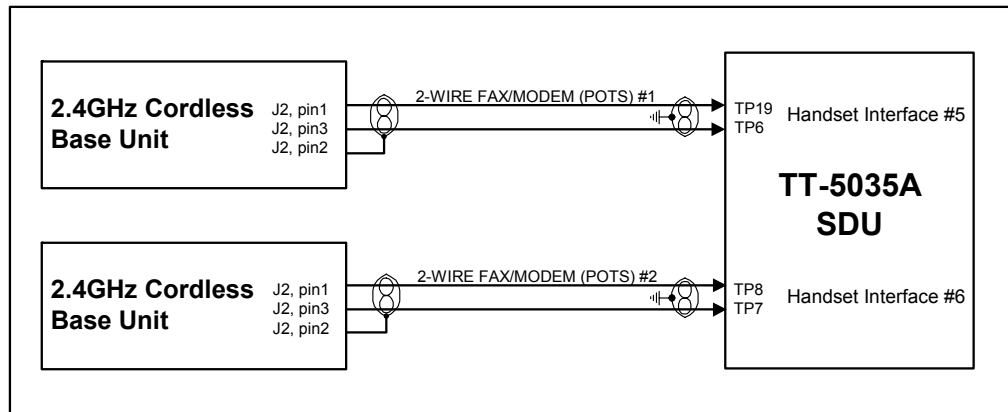 2.4GHz Cordless
Base Unit
J2, pin1
J2, pin3
J2, pin2
2-WIRE FAX/MODEM (POTS) #1
TP19
TP6
Handset Interface #5
TT-5035A
SDU
2.4GHz Cordless
Base Unit
J2, pin1
J2, pin3
J2, pin2
2-WIRE FAX/MODEM (POTS) #2
TP8
TP7
Handset Interface #6